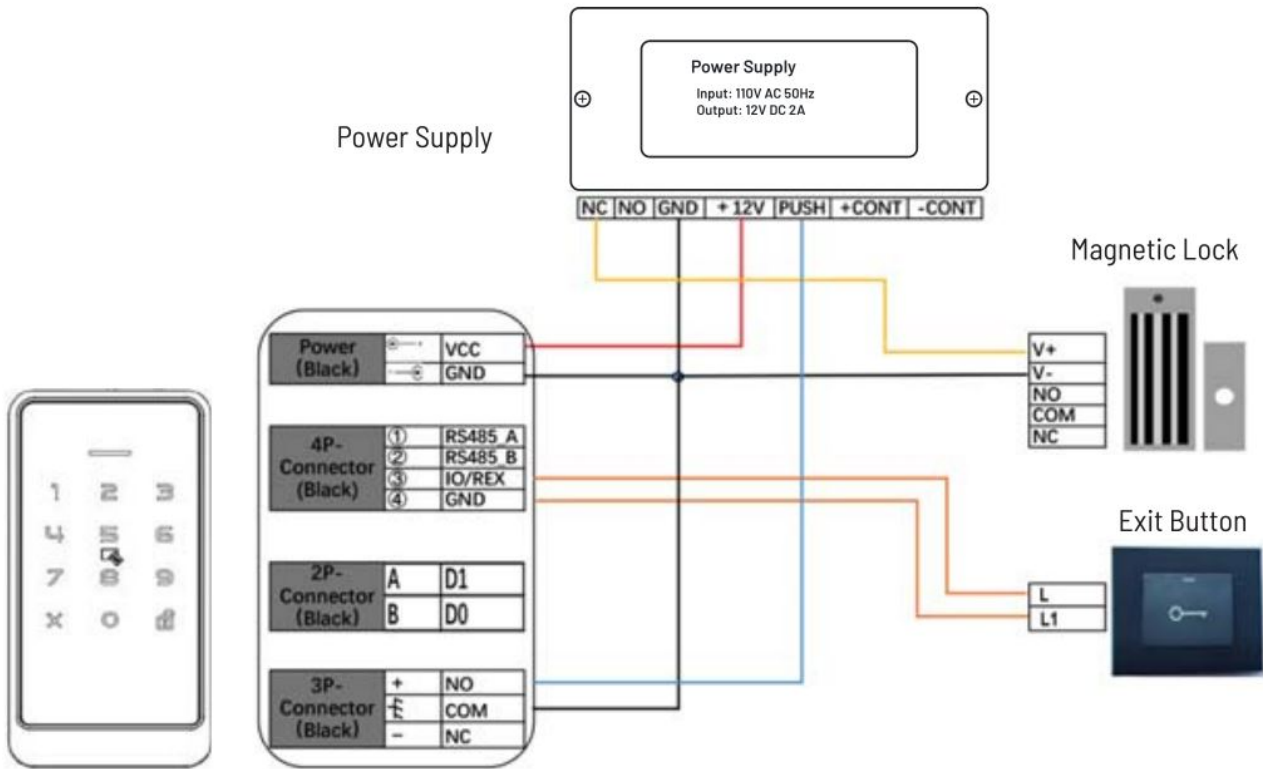 Power Supply
Input: 110V AC 50Hz
Output: 12V DC 2A
Power Supply
NC NO GND +12V PUSH +CONT -CONT
Magnetic Lock
V+
V-
NO
COM
NC
Power
(Black)
VCC
GND
4P-
Connector
(Black)
① RS485_A
② RS485_B
③ IO/REX
④ GND
2P-
Connector
(Black)
A D1
B D0
3P-
Connector
(Black)
+ NO
COM
- NC
Exit Button
L
L1
1 2 3
4 5 6
7 8 9
X 0